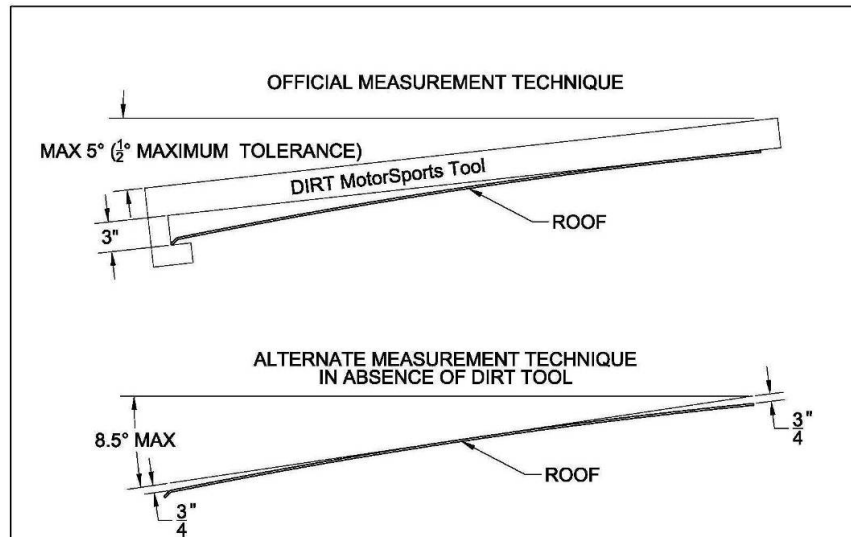 OFFICIAL MEASUREMENT TECHNIQUE
MAX 5° (½° MAXIMUM TOLERANCE)
DIRT MotorSports Tool
3"
ROOF
ALTERNATE MEASUREMENT TECHNIQUE
IN ABSENCE OF DIRT TOOL
8.5° MAX
3/4"
ROOF
3/4"